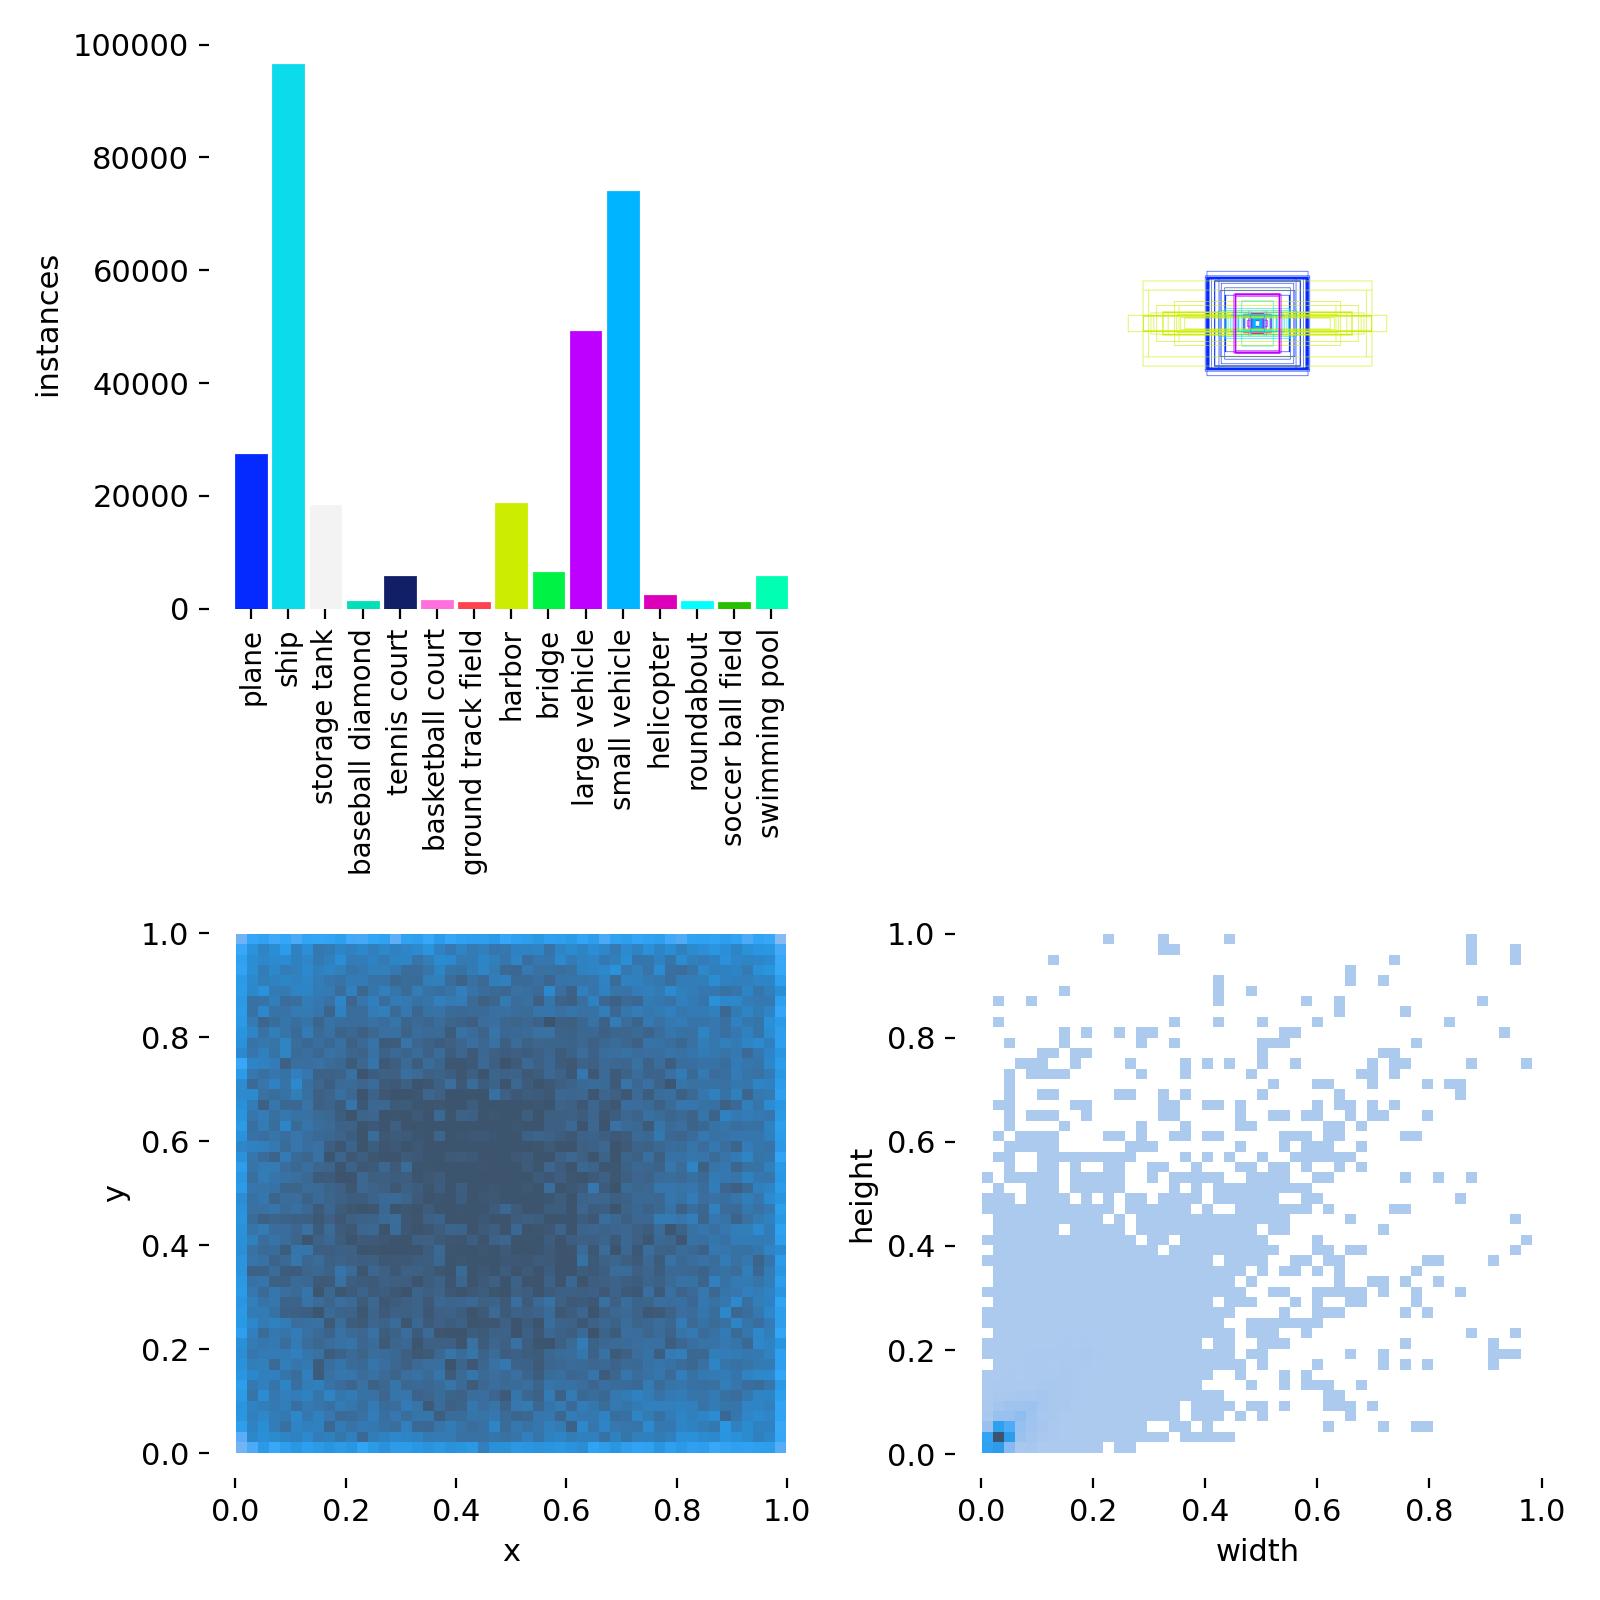 100000
80000
60000
40000
20000
0
instances
plane
ship
storage tank
baseball diamond
tennis court
basketball court
ground track field
harbor
bridge
large vehicle
small vehicle
helicopter
roundabout
soccer ball field
swimming pool
1.0
0.8
0.6
0.4
0.2
0.0
y
0.0 0.2 0.4 0.6 0.8 1.0
x
1.0
0.8
0.6
0.4
0.2
0.0
height
0.0 0.2 0.4 0.6 0.8 1.0
width